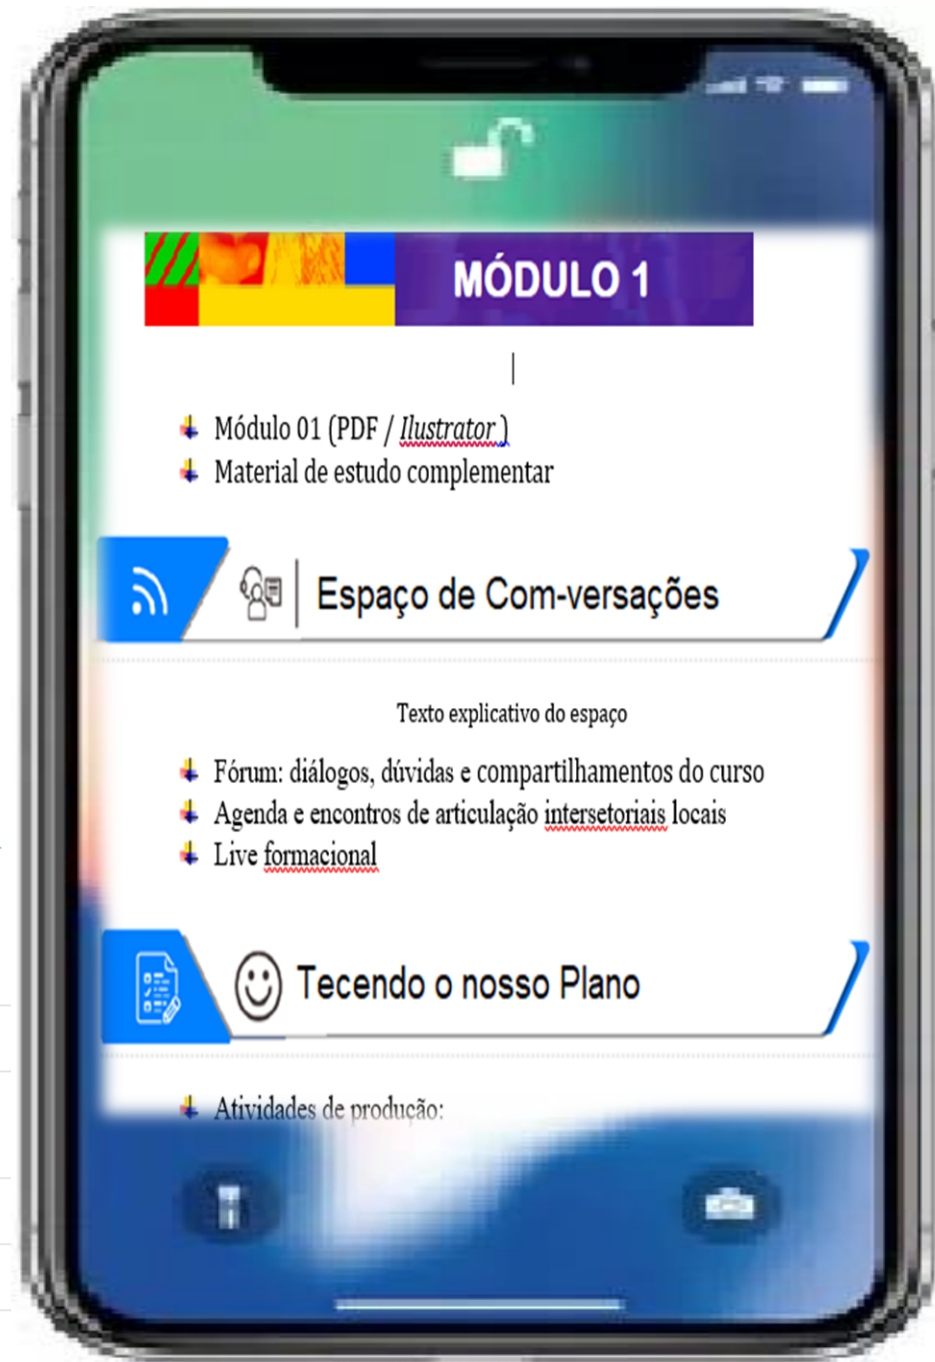 MÓDULO 1
Módulo 01 (PDF / Ilustrator )
Material de estudo complementar
Espaço de Com-versações
Texto explicativo do espaço
Fórum: diálogos, dúvidas e compartilhamentos do curso
Agenda e encontros de articulação intersetoriais locais
Live formacional
Tecendo o nosso Plano
Atividades de produção: